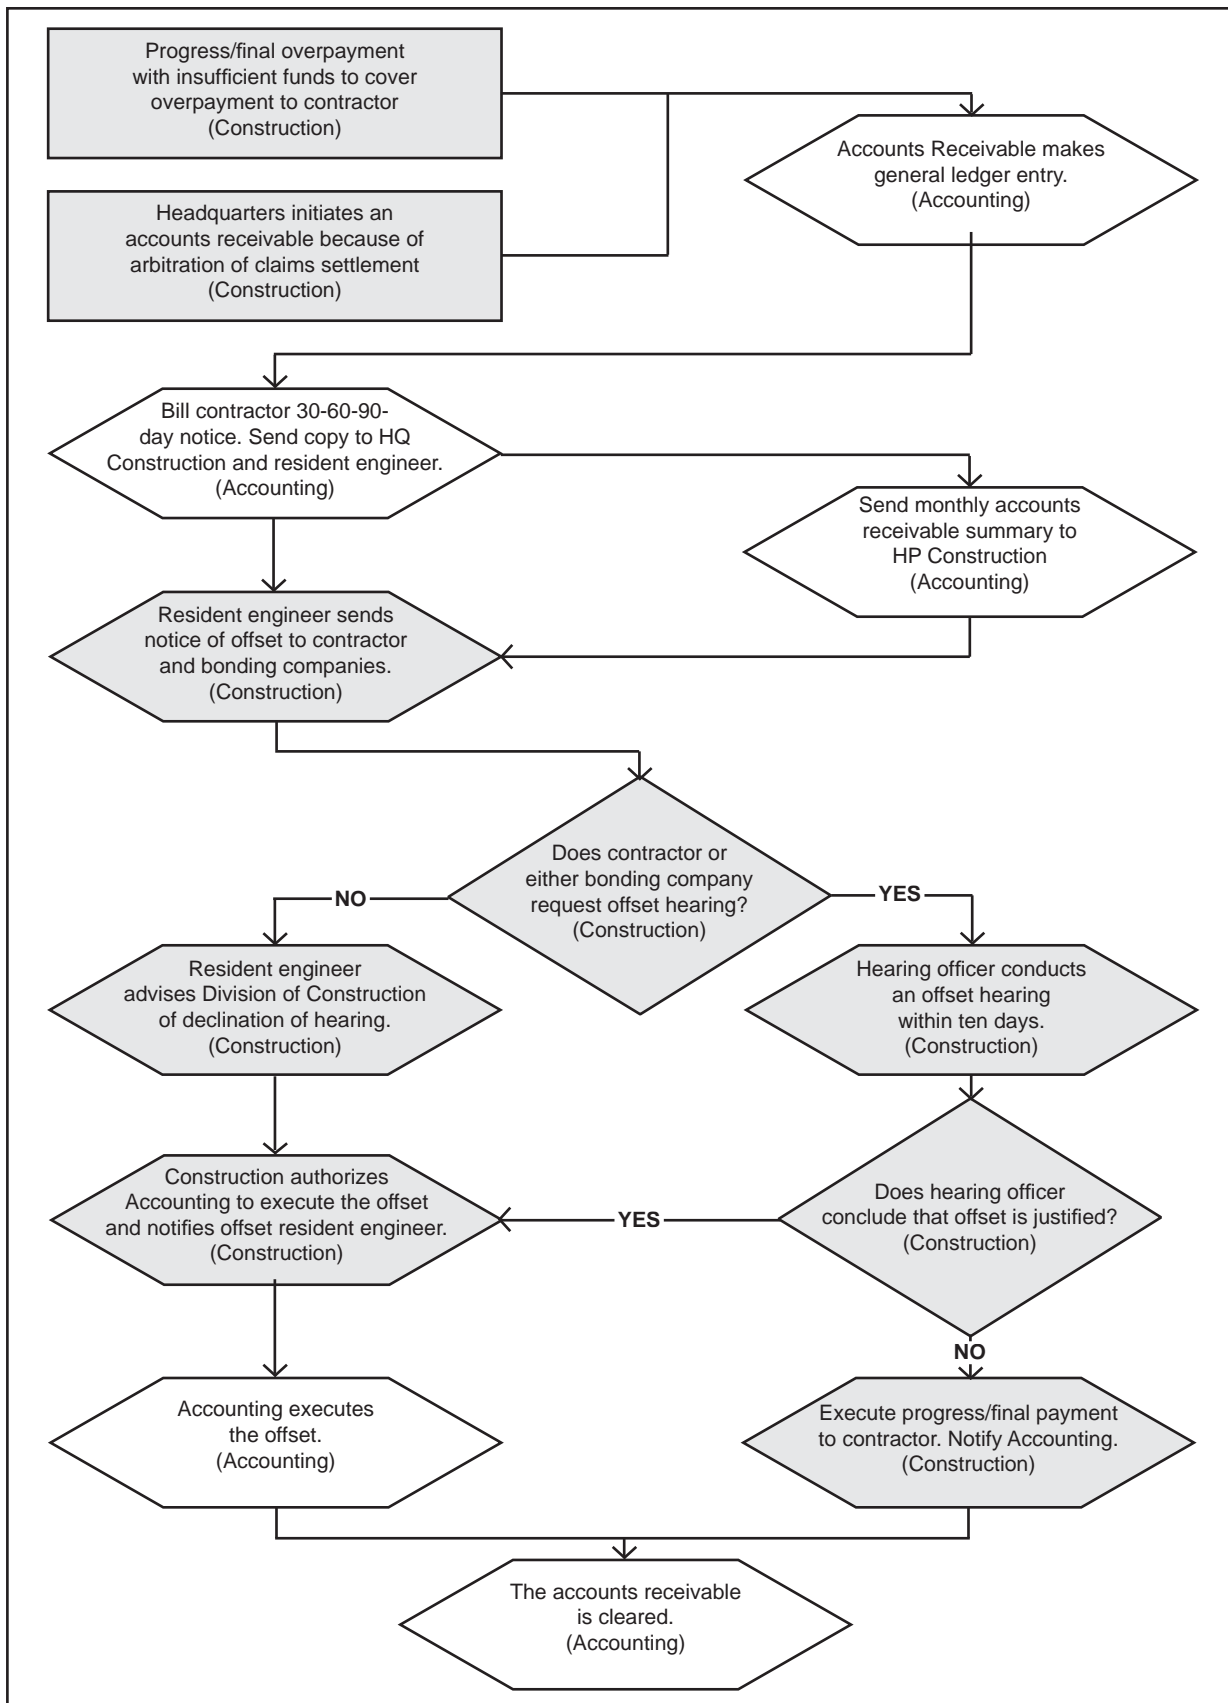 Progress/final overpayment
with insufficient funds to cover
overpayment to contractor
(Construction)
Accounts Receivable makes
general ledger entry.
(Accounting)
Headquarters initiates an
accounts receivable because of
arbitration of claims settlement
(Construction)
Bill contractor 30-60-90-
day notice. Send copy to HQ
Construction and resident engineer.
(Accounting)
Send monthly accounts
receivable summary to
HP Construction
(Accounting)
Resident engineer sends
notice of offset to contractor
and bonding companies.
(Construction)
Does contractor or
either bonding company
request offset hearing?
(Construction)
NO
YES
Resident engineer
advises Division of Construction
of declination of hearing.
(Construction)
Hearing officer conducts
an offset hearing
within ten days.
(Construction)
Construction authorizes
Accounting to execute the offset
and notifies offset resident engineer.
(Construction)
YES
Does hearing officer
conclude that offset is justified?
(Construction)
NO
Accounting executes
the offset.
(Accounting)
Execute progress/final payment
to contractor. Notify Accounting.
(Construction)
The accounts receivable
is cleared.
(Accounting)